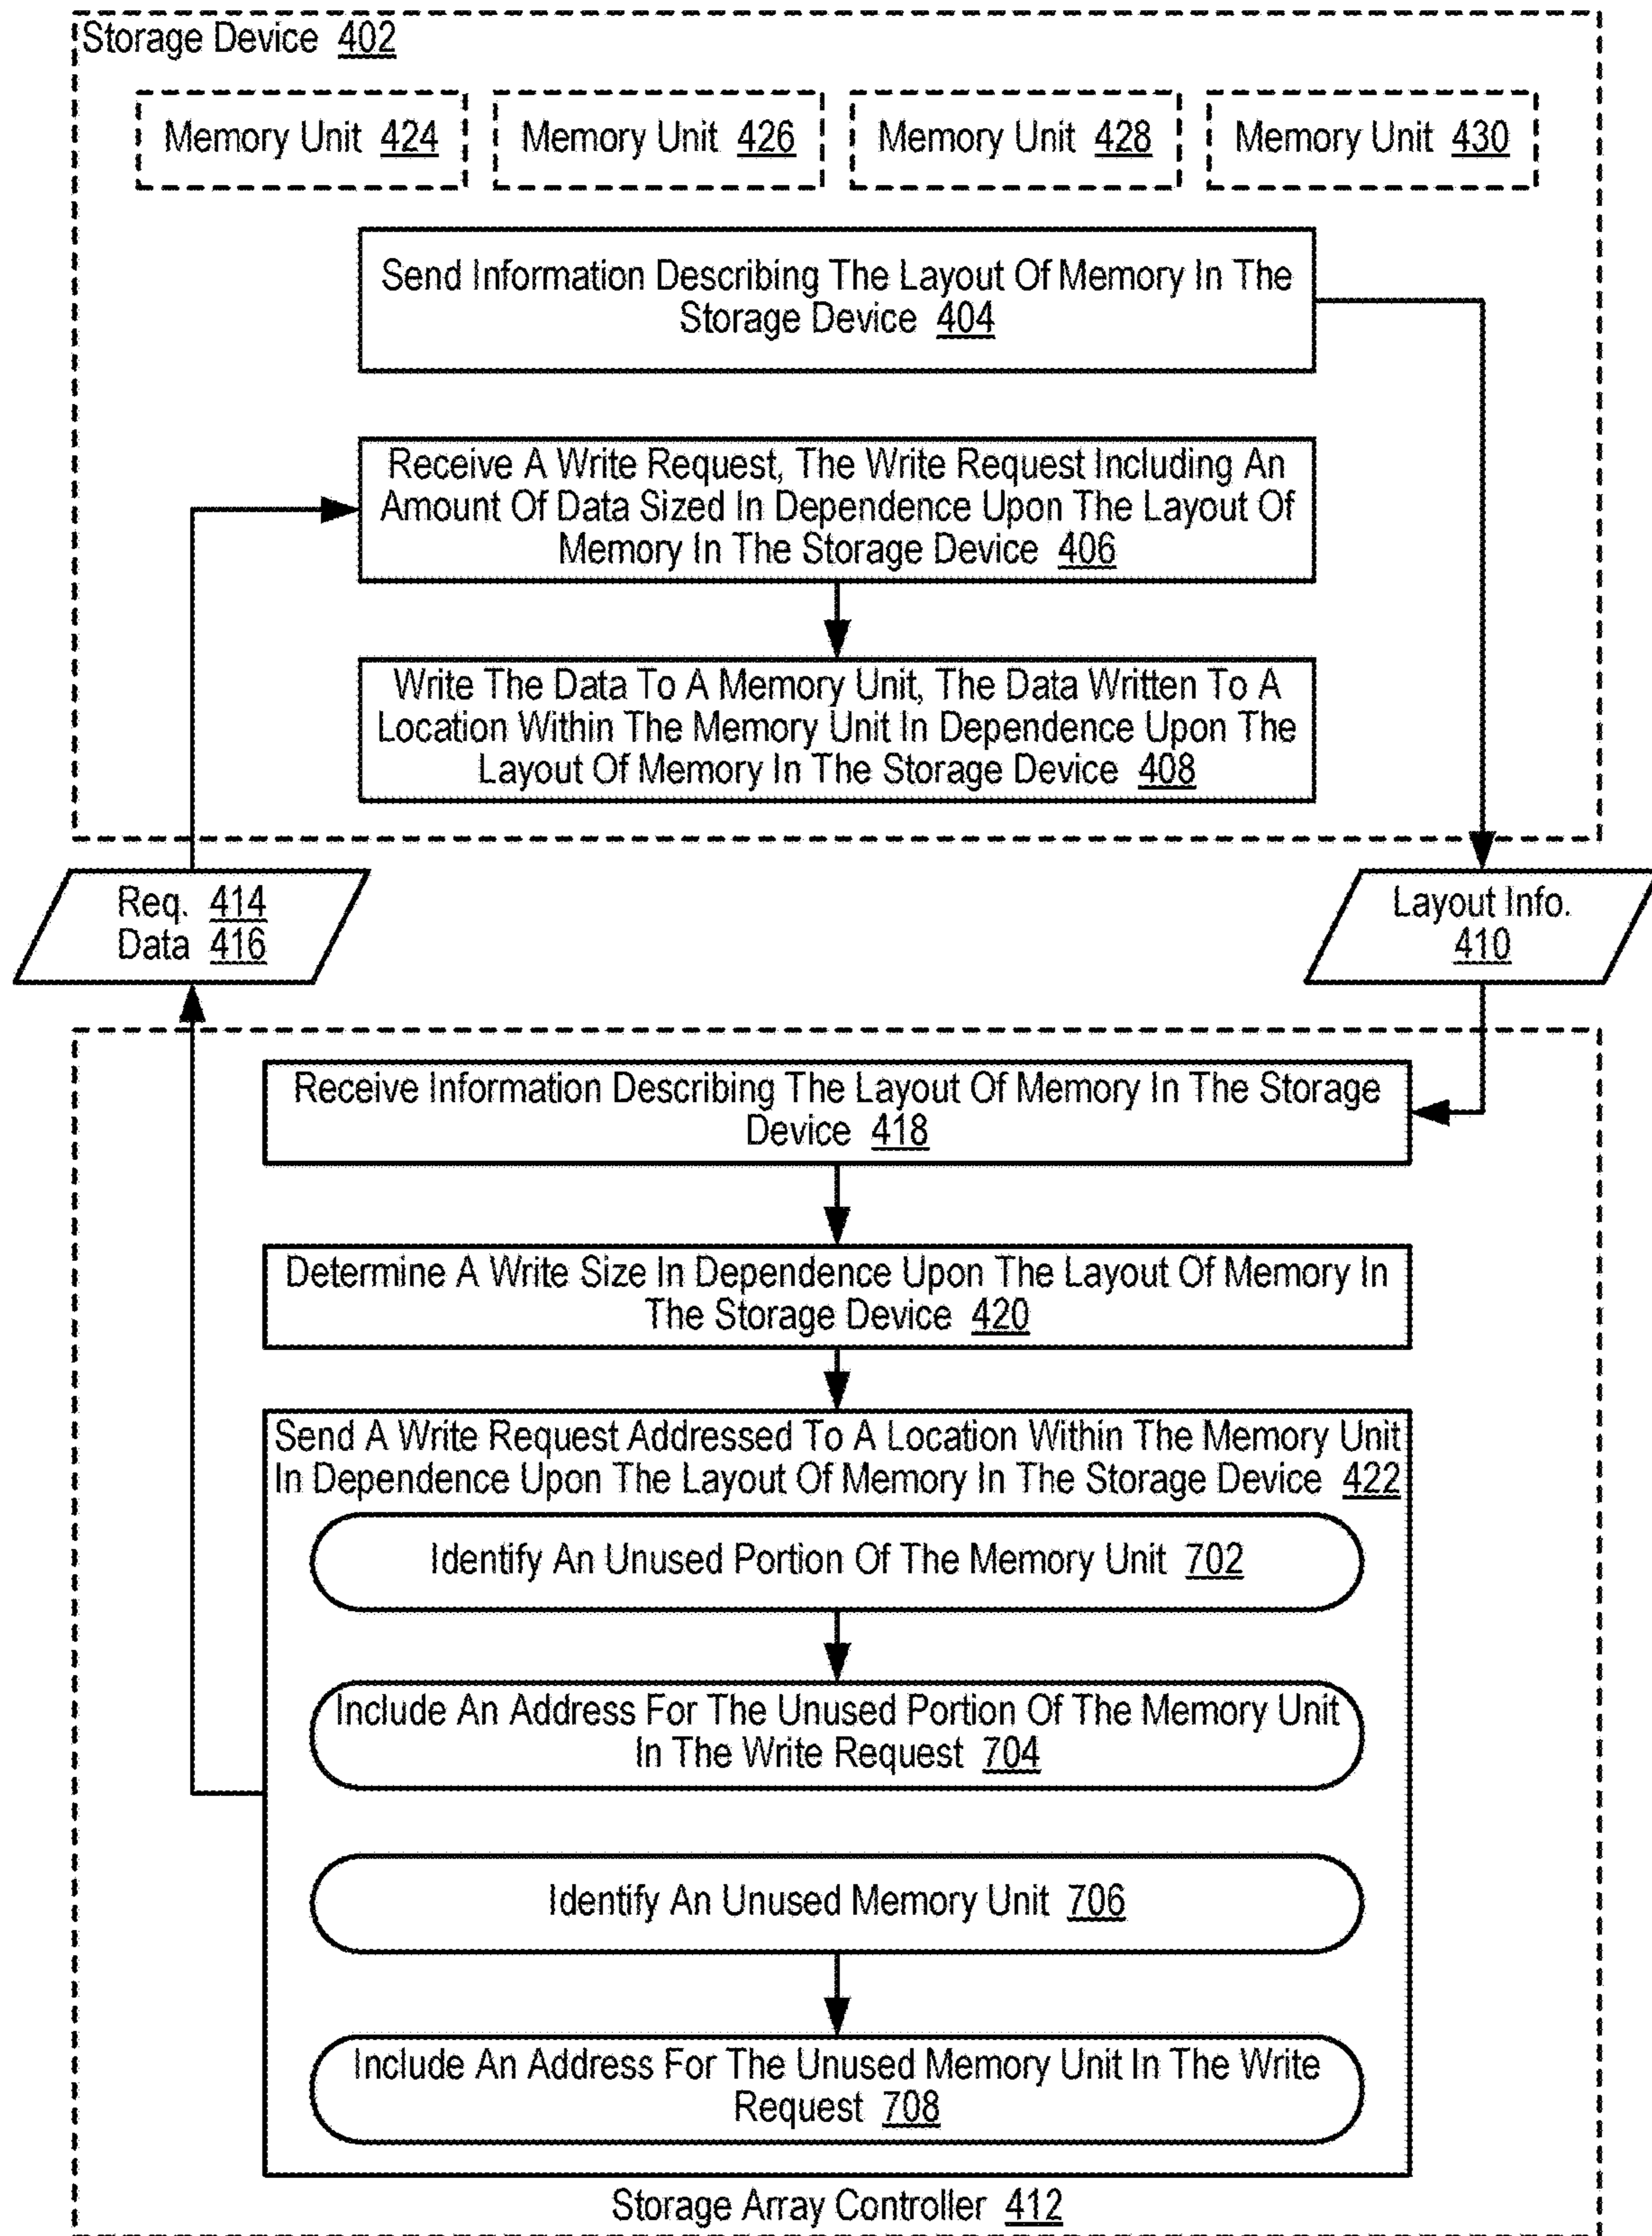 Storage Device 402
Memory Unit 424
Memory Unit 426
Memory Unit 428
Memory Unit 430
Send Information Describing The Layout Of Memory In The
Storage Device 404
Receive A Write Request, The Write Request Including An
Amount Of Data Sized In Dependence Upon The Layout Of
Memory In The Storage Device 406
Write The Data To A Memory Unit, The Data Written To A
Location Within The Memory Unit In Dependence Upon The
Layout Of Memory In The Storage Device 408
Req. 414
Data 416
Layout Info.
410
Receive Information Describing The Layout Of Memory In The Storage
Device 418
Determine A Write Size In Dependence Upon The Layout Of Memory In
The Storage Device 420
Send A Write Request Addressed To A Location Within The Memory Unit
In Dependence Upon The Layout Of Memory In The Storage Device 422
Identify An Unused Portion Of The Memory Unit 702
Include An Address For The Unused Portion Of The Memory Unit
In The Write Request 704
Identify An Unused Memory Unit 706
Include An Address For The Unused Memory Unit In The Write
Request 708
Storage Array Controller 412